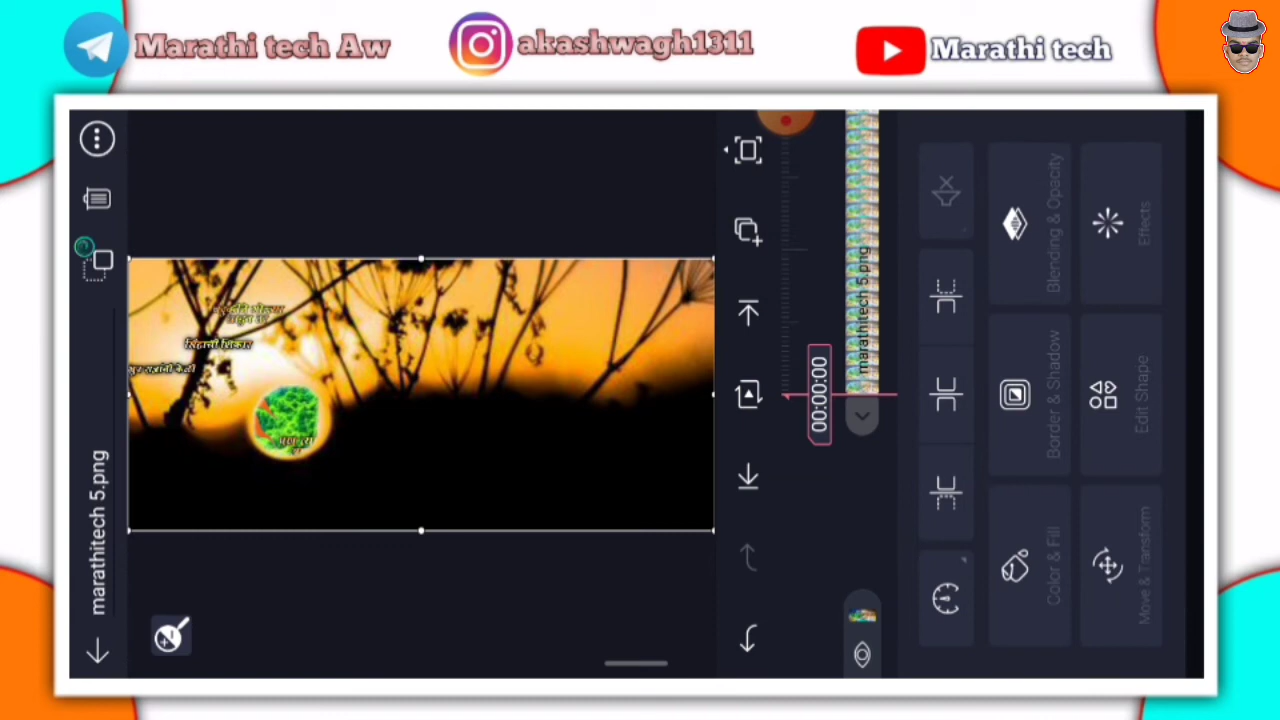 Marathi tech Aw
akashwagh1311
Marathi tech
marathitech 5.png
सिंहाची शिकार
00:00:00
marathitech 5.png
Blending & Opacity
Border & Shadow
Color & Fill
Effects
Edit Shape
Move & Transform